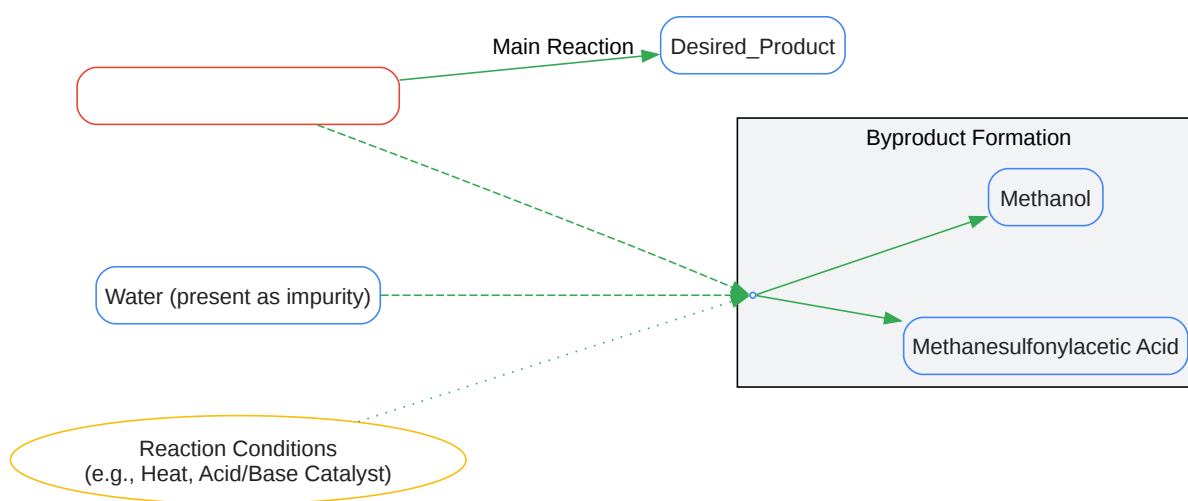 Main Reaction
Desired_Product
Byproduct Formation
Methanol
Water (present as impurity)
Methanesulfonylacetic Acid
Reaction Conditions
(e.g., Heat, Acid/Base Catalyst)